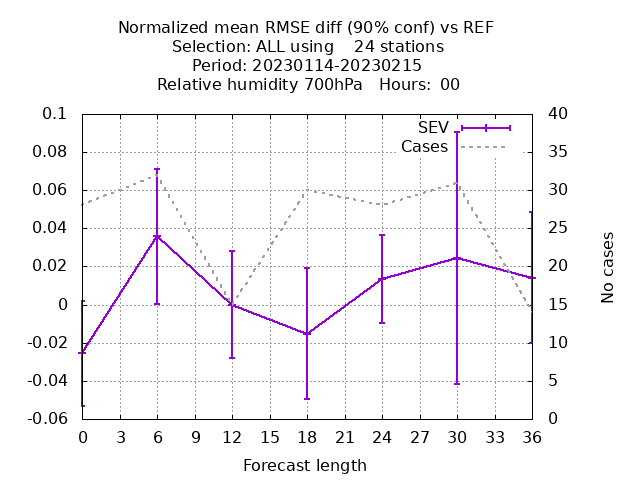 Normalized mean RMSE diff (90% conf) vs REF
Selection: ALL using    24 stations
Period: 20230114-20230215
Relative humidity 700hPa   Hours:  00
SEV
Cases
0.1
0.08
0.06
0.04
0.02
0
-0.02
-0.04
-0.06
40
35
30
25
20
15
10
5
0
No cases
0 3 6 9 12 15 18 21 24 27 30 33 36
Forecast length